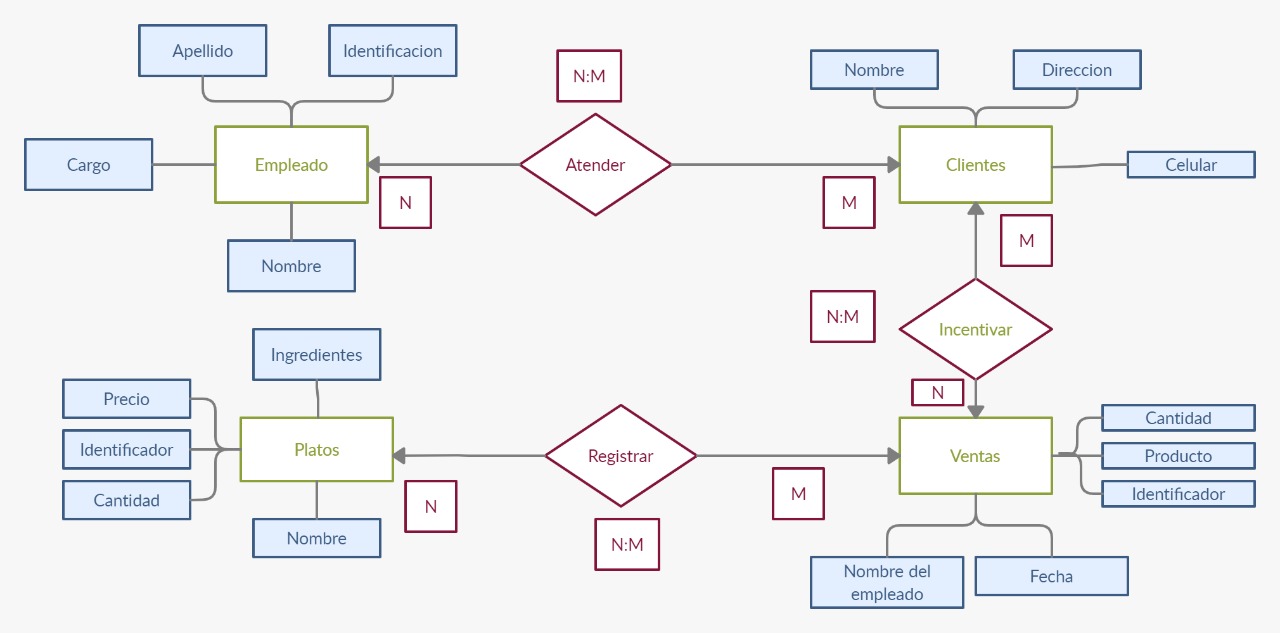 Apellido
Identificacion
N:M
Nombre
Direccion
Cargo
Empleado
Atender
Clientes
Celular
N
M
M
Nombre
N:M
Incentivar
Ingredientes
N
Precio
Cantidad
Identificador
Platos
Registrar
Ventas
Producto
Cantidad
N
M
Identificador
Nombre
N:M
Nombre del
empleado
Fecha